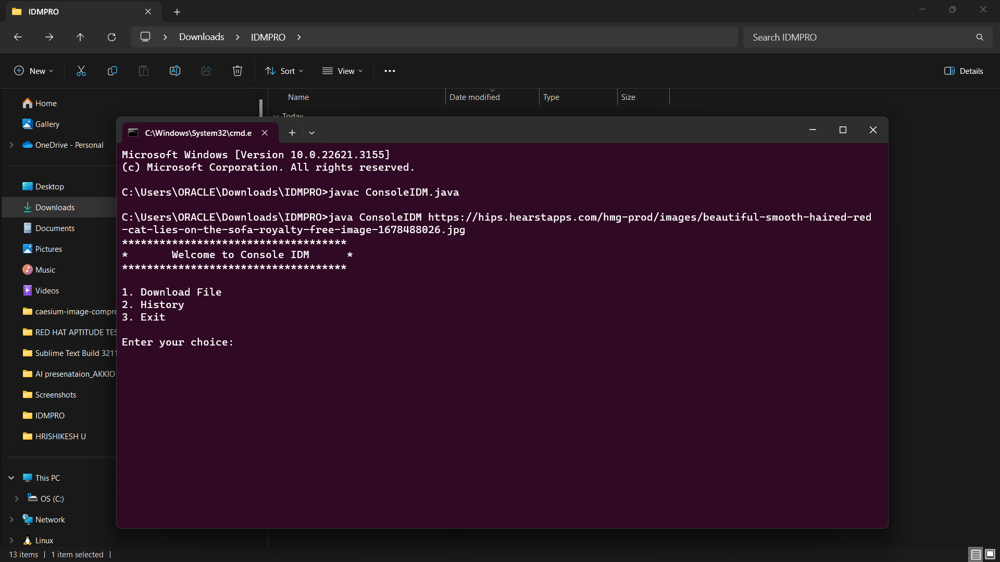 IDMPRO
Downloads
IDMPRO
Search IDMPRO
New
Sort
View
Details
Home
Gallery
OneDrive - Personal
Desktop
Downloads
Documents
Pictures
Music
Videos
caesium-image-compre
RED HAT APTITUDE TES
Sublime Text Build 3211
AI presenataion_AKKIO
Screenshots
IDMPRO
HRISHIKESH U
This PC
OS (C:)
Network
Linux
13 items
1 item selected
Name
Date modified
Type
Size
Today
C:\Windows\System32\cmd.e
Microsoft Windows [Version 10.0.22621.3155]
(c) Microsoft Corporation. All rights reserved.
C:\Users\ORACLE\Downloads\IDMPRO>javac ConsoleIDM.java
C:\Users\ORACLE\Downloads\IDMPRO>java ConsoleIDM https://hips.hearstapps.com/hmg-prod/images/beautiful-smooth-haired-red
-cat-lies-on-the-sofa-royalty-free-image-1678488026.jpg
************************************
*       Welcome to Console IDM      *
************************************
1. Download File
2. History
3. Exit
Enter your choice: